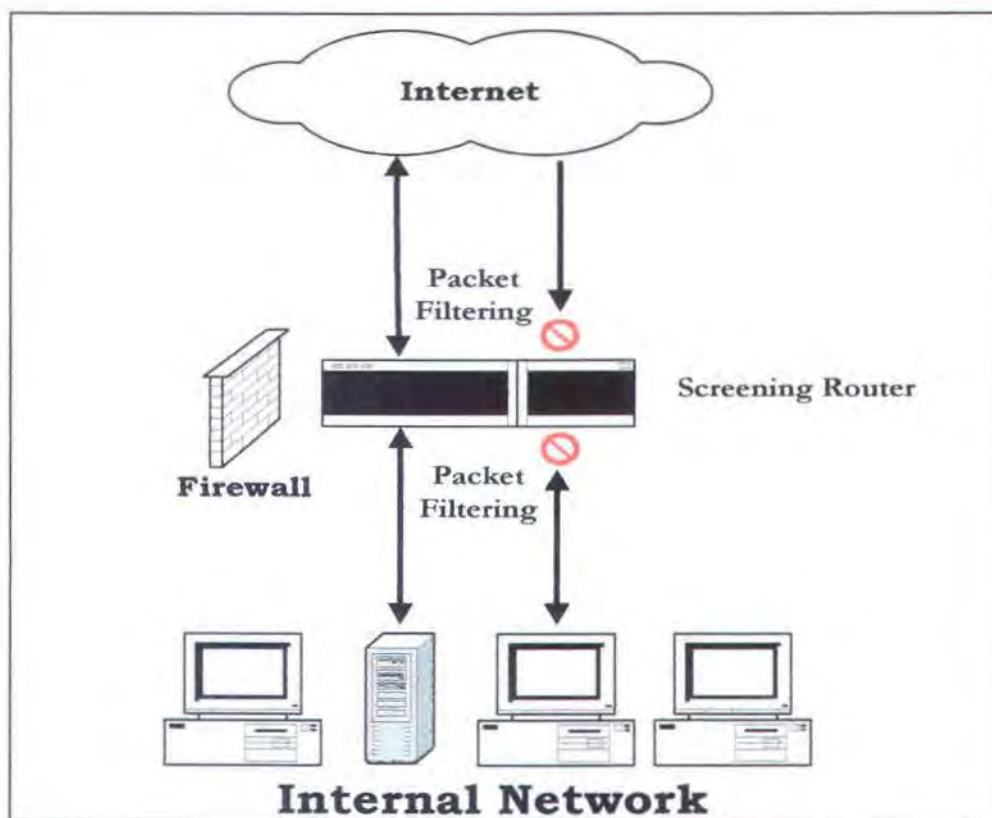 Internet
Packet
Filtering
Screening Router
Firewall
Packet
Filtering
Internal Network